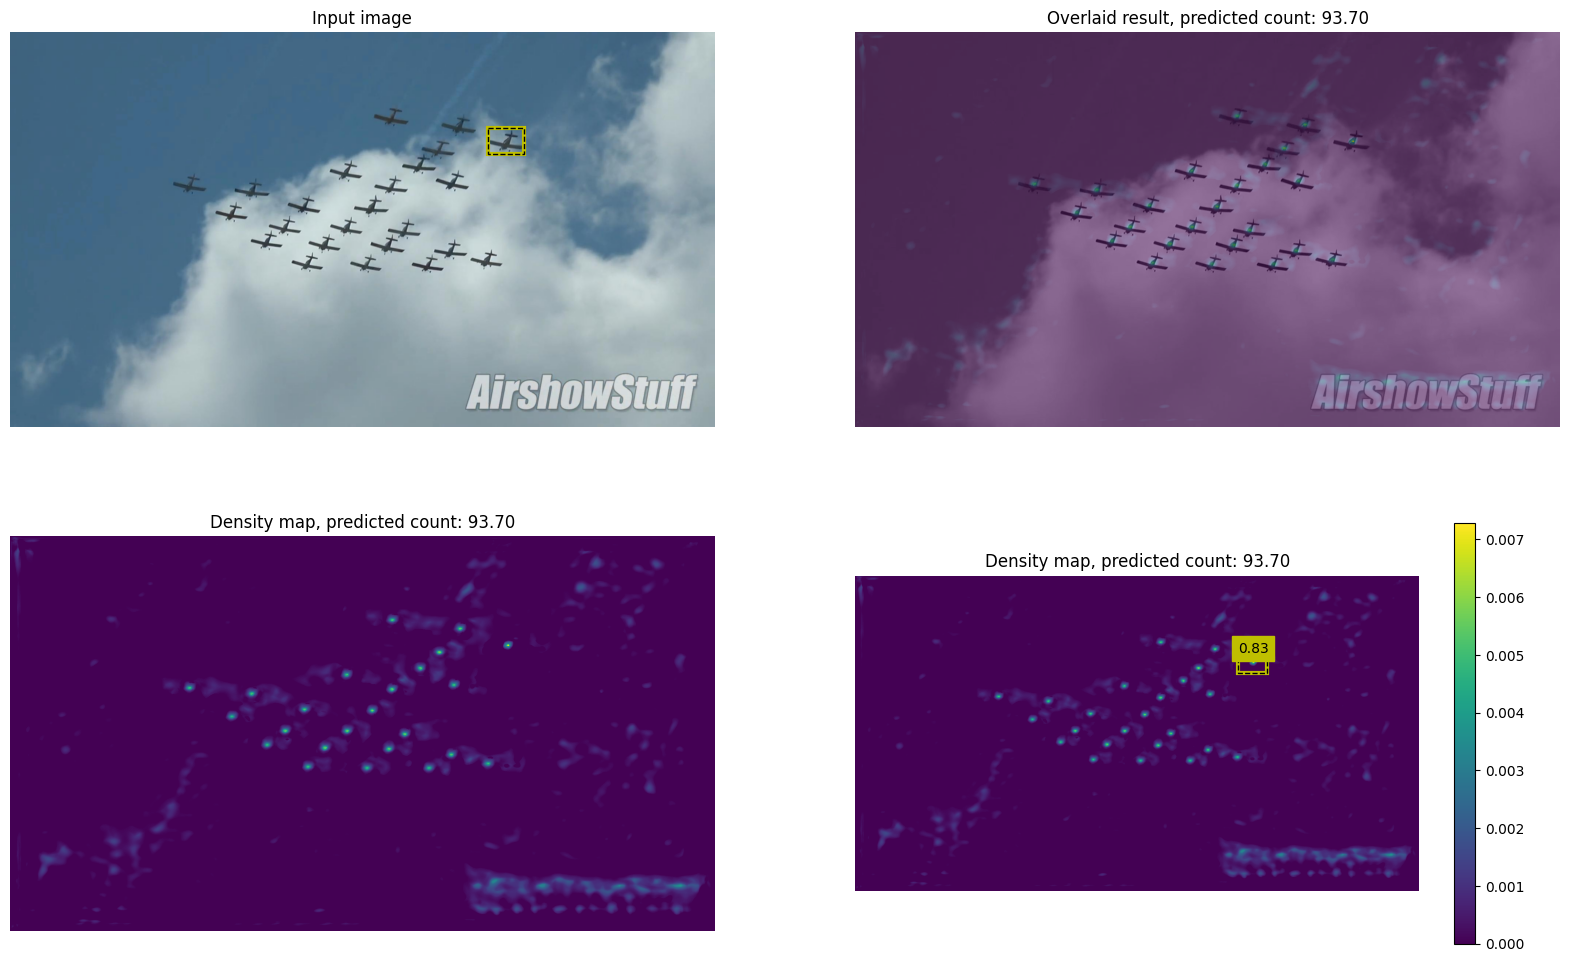 Input image
Overlaid result, predicted count: 93.70
AirshowStuff
AirshowStuff
Density map, predicted count: 93.70
Density map, predicted count: 93.70
0.83
0.007
0.006
0.005
0.004
0.003
0.002
0.001
0.000